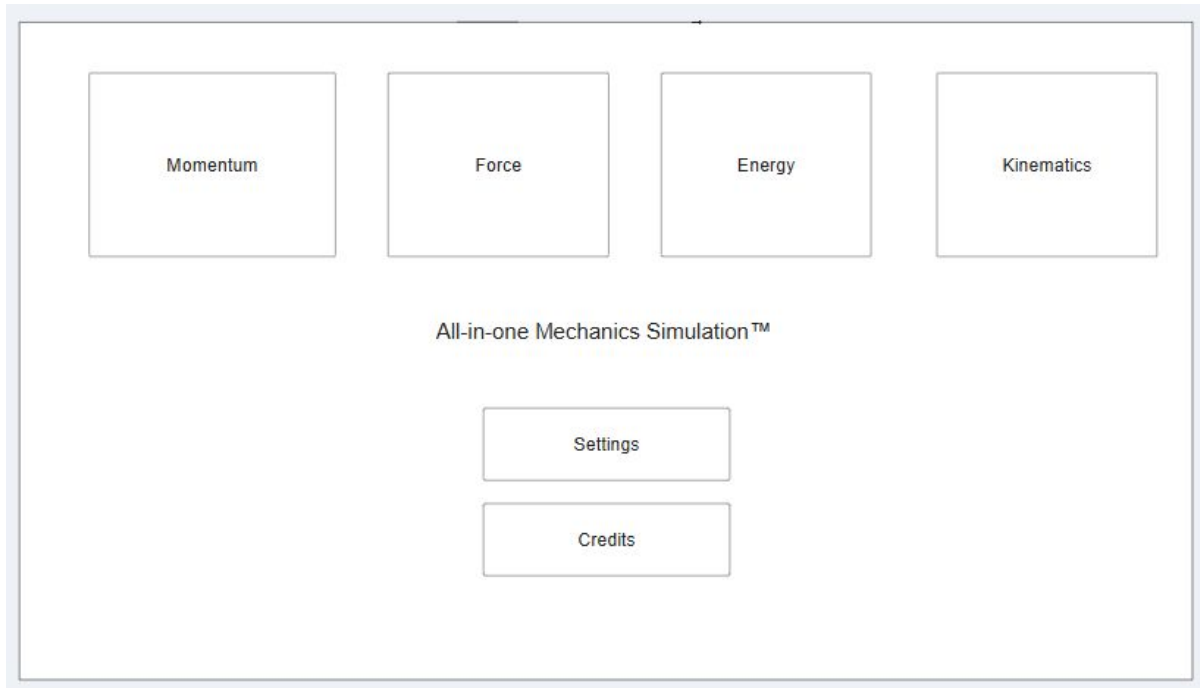 Momentum
Force
Energy
Kinematics
All-in-one Mechanics Simulation™
Settings
Credits